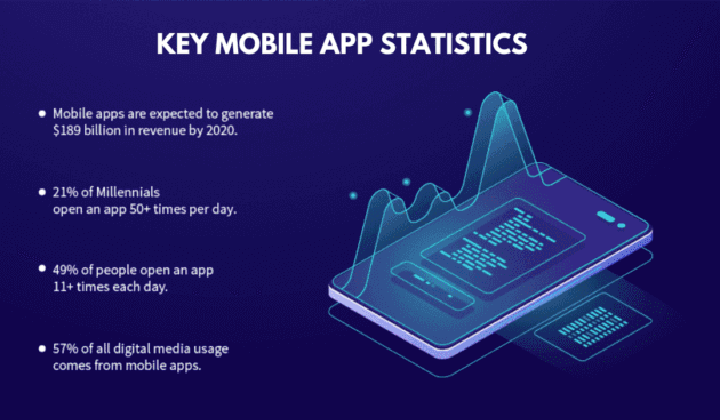 KEY MOBILE APP STATISTICS
Mobile apps are expected to generate
$189 billion in revenue by 2020.
21% of Millennials
open an app 50+ times per day.
49% of people open an app
11+ times each day.
57% of all digital media usage
comes from mobile apps.